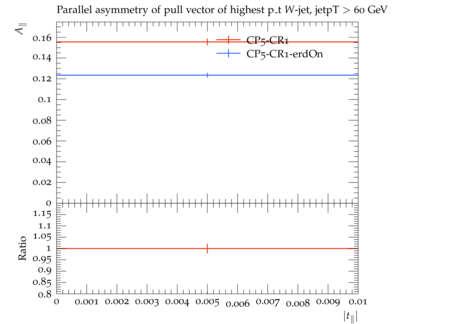 Parallel asymmetry of pull vector of highest p_t W-jet, jetpT > 60 GeV
A∥
0.16
0.14
0.12
0.1
0.08
0.06
0.04
0.02
0
CP5-CR1
CP5-CR1-erdOn
Ratio
1.15
1.1
1.05
1
0.95
0.9
0.85
0.8
0 0.001 0.002 0.003 0.004 0.005 0.006 0.007 0.008 0.009 0.01
|t∥|